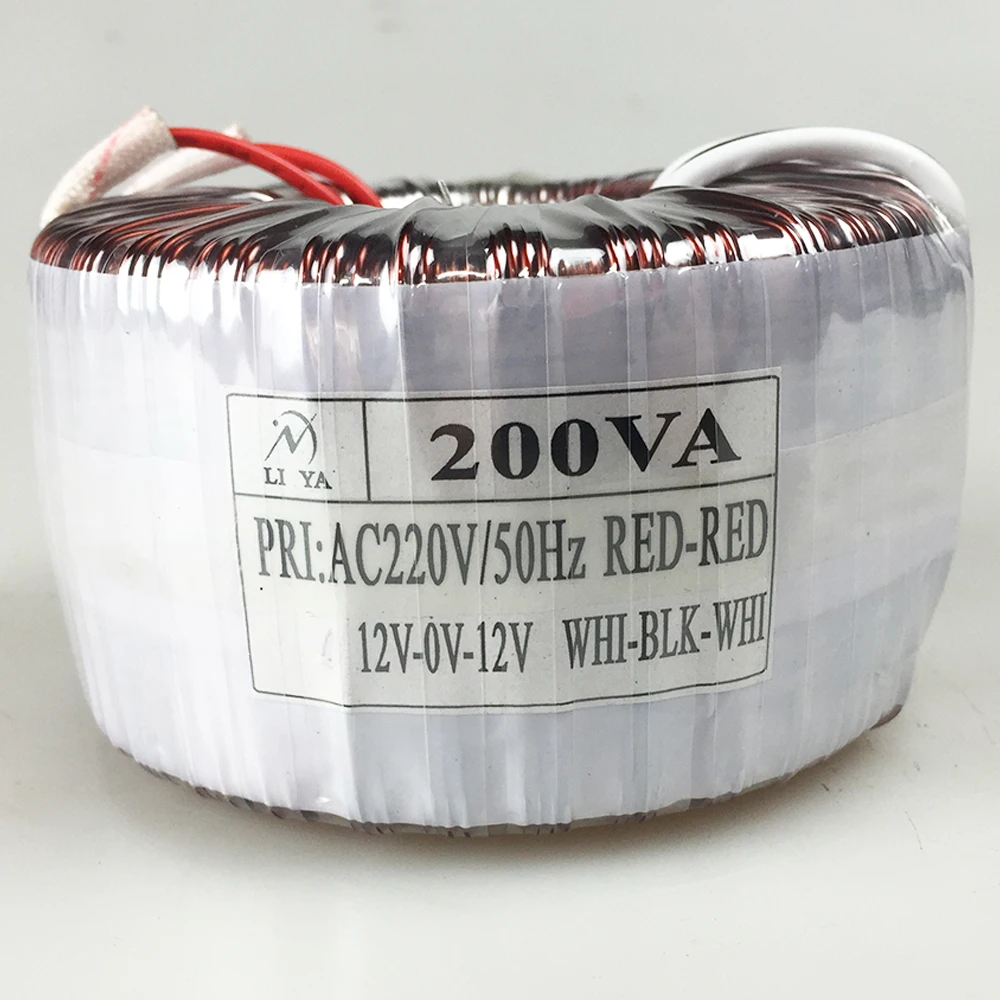 LI YA
200VA
PRI:AC220V/50Hz RED-RED
12V-0V-12V WHI-BLK-WHI